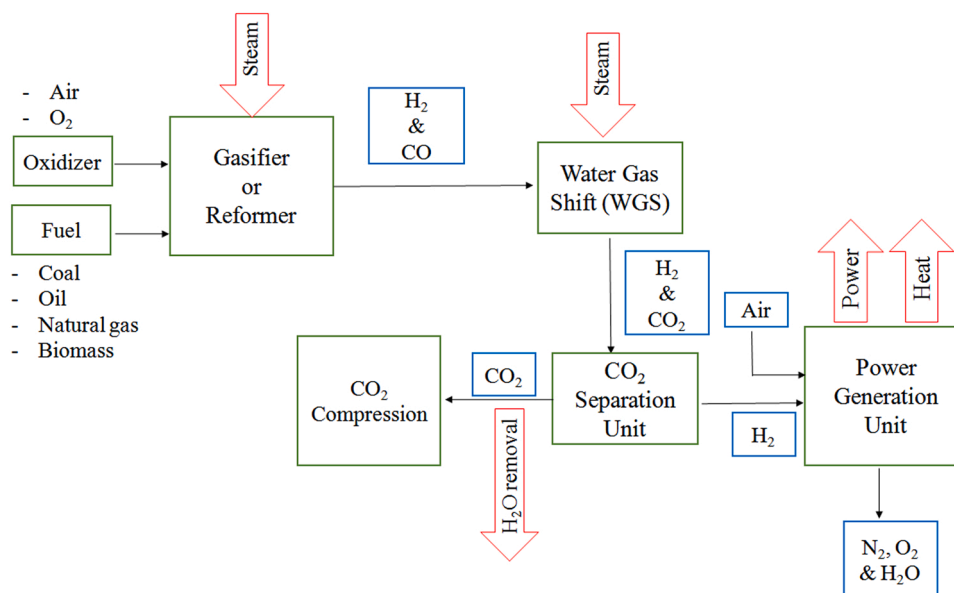 Steam
- Air
- O₂
Oxidizer
Fuel
- Coal
- Oil
- Natural gas
- Biomass
Gasifier
or
Reformer
H₂
&
CO
Steam
Water Gas
Shift (WGS)
H₂
&
CO₂
Air
Power
Heat
CO₂
Compression
CO₂
H₂O removal
CO₂
Separation
Unit
H₂
Power
Generation
Unit
N₂, O₂
& H₂O